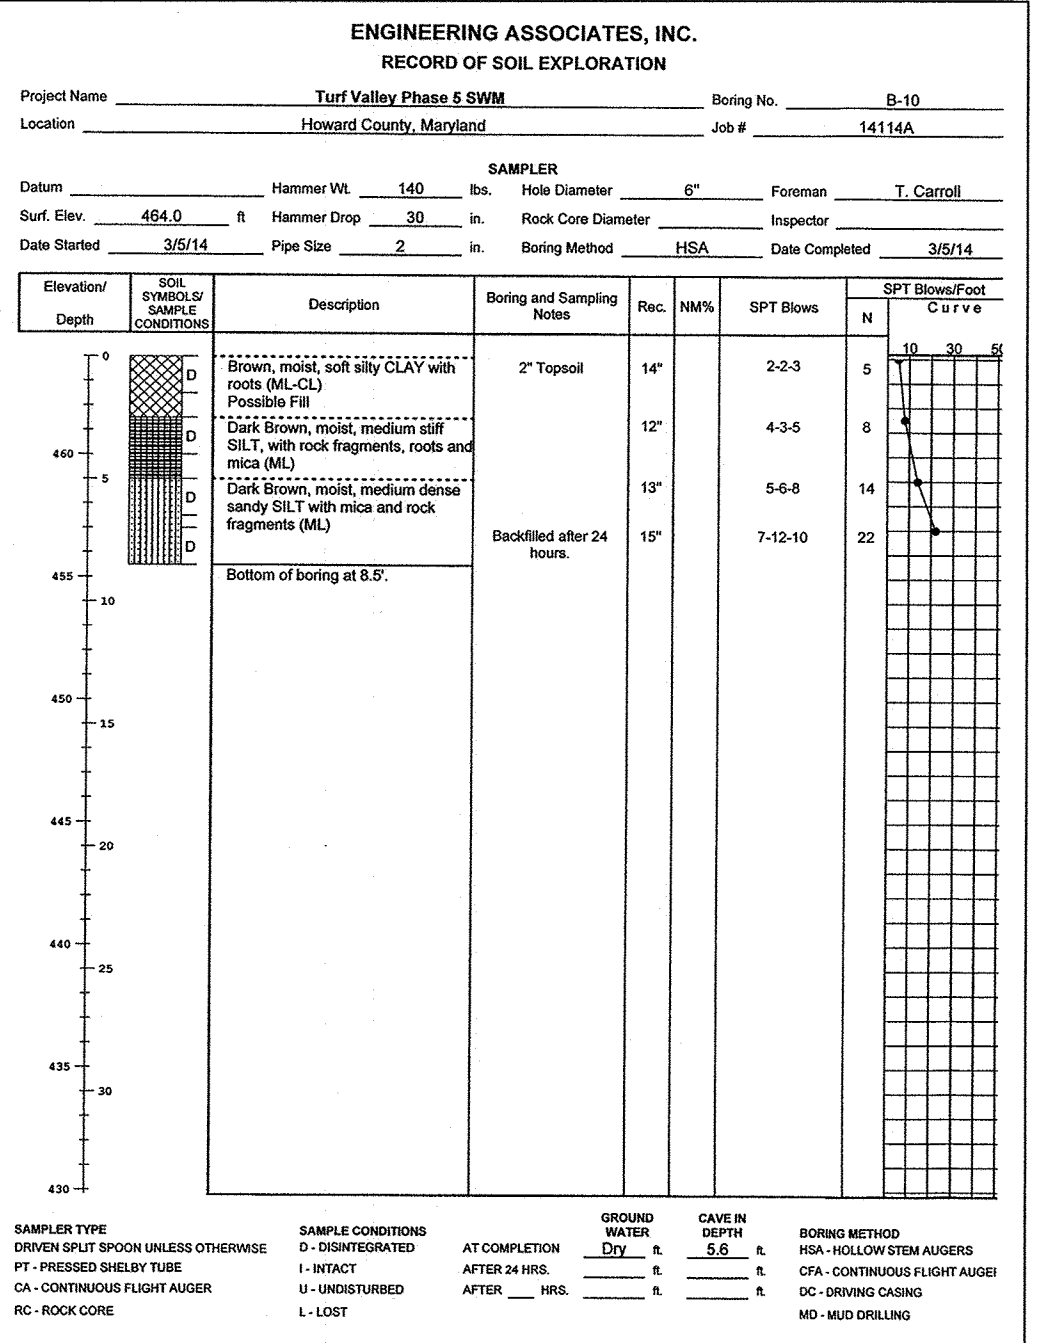 ENGINEERING ASSOCIATES, INC.
RECORD OF SOIL EXPLORATION
Project Name Turf Valley Phase 5 SWM Boring No. B-10
Location Howard County, Maryland Job # 14114A
SAMPLER
Datum Hammer Wt. 140 lbs. Hole Diameter 6" Foreman T. Carroll
Surf. Elev. 464.0 ft Hammer Drop 30 in. Rock Core Diameter Inspector
Date Started 3/5/14 Pipe Size 2 in. Boring Method HSA Date Completed 3/5/14
Elevation/ Depth
SOIL SYMBOLS/ SAMPLE CONDITIONS
Description
Boring and Sampling Notes
Rec.
NM%
SPT Blows
SPT Blows/Foot
N
Curve
10 30 50
0
Brown, moist, soft silty CLAY with 2" Topsoil 14" 2-2-3 5
D
roots (ML-CL)
Possible Fill
Dark Brown, moist, medium stiff 12" 4-3-5 8
D
SILT, with rock fragments, roots and
460
mica (ML)
5
Dark Brown, moist, medium dense 13" 5-6-8 14
D
sandy SILT with mica and rock
fragments (ML)
Backfilled after 24 15" 7-12-10 22
D
hours.
455
Bottom of boring at 8.5'.
10
450
15
445
20
440
25
435
30
430
SAMPLER TYPE
DRIVEN SPLIT SPOON UNLESS OTHERWISE
PT - PRESSED SHELBY TUBE
CA - CONTINUOUS FLIGHT AUGER
RC - ROCK CORE
SAMPLE CONDITIONS
D - DISINTEGRATED
I - INTACT
U - UNDISTURBED
L - LOST
GROUND WATER CAVE IN DEPTH
AT COMPLETION Dry ft. 5.6 ft.
AFTER 24 HRS. ft. ft.
AFTER HRS. ft. ft.
BORING METHOD
HSA - HOLLOW STEM AUGERS
CFA - CONTINUOUS FLIGHT AUGE
DC - DRIVING CASING
MD - MUD DRILLING